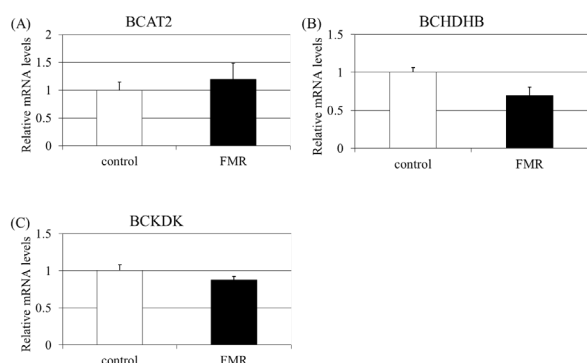 (A) BCAT2
Relative mRNA levels
2
1.5
1
0.5
0
control FMR
(B) BCHDHB
Relative mRNA levels
1.5
1
0.5
0
control FMR
(C) BCKDK
Relative mRNA levels
1.5
1
0.5
0
control FMR